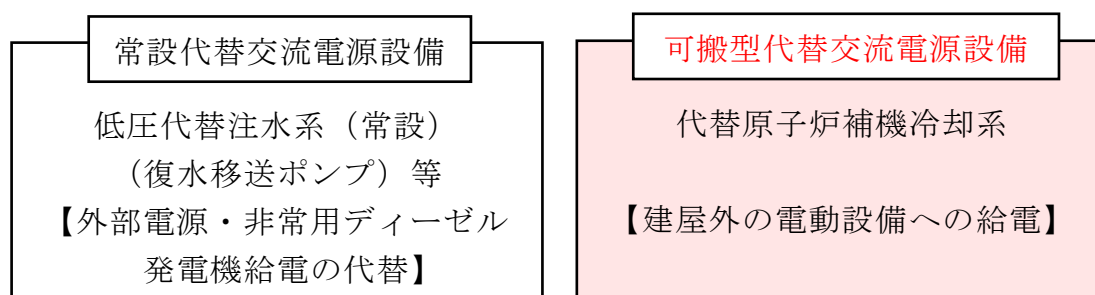 常設代替交流電源設備
低圧代替注水系（常設）
（復水移送ポンプ）等
【外部電源・非常用ディーゼル
発電機給電の代替】
可搬型代替交流電源設備
代替原子炉補機冷却系
【建屋外の電動設備への給電】